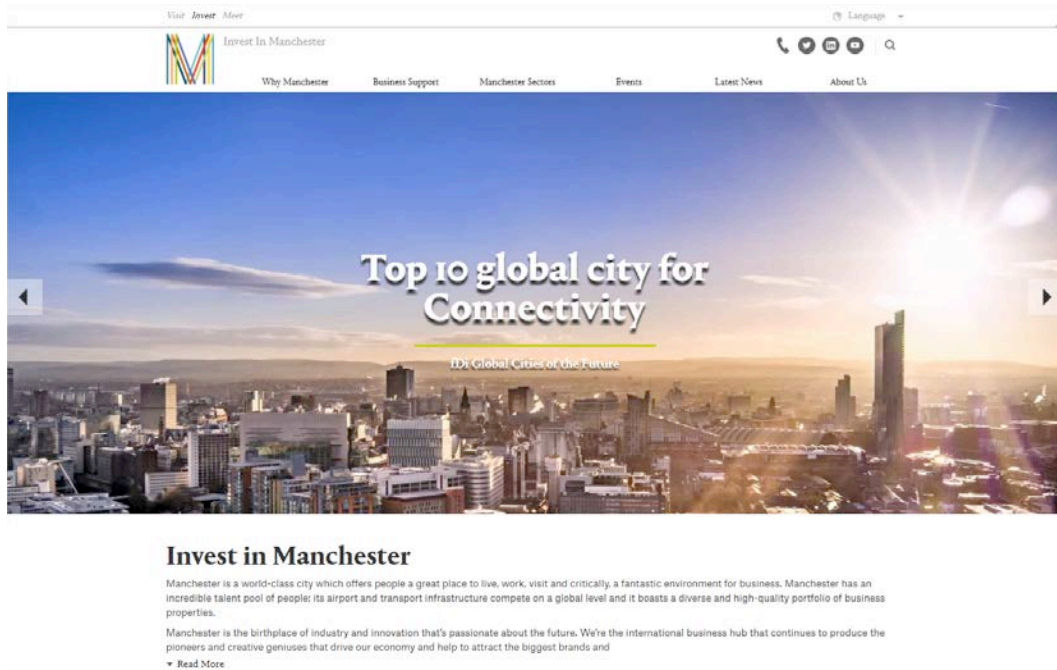 Visit Invest Meet
Language
Invest In Manchester
Why Manchester
Business Support
Manchester Sectors
Events
Latest News
About Us
Top 10 global city for
Connectivity
fDi Global Cities of the Future
Invest in Manchester
Manchester is a world-class city which offers people a great place to live, work, visit and critically, a fantastic environment for business. Manchester has an
incredible talent pool of people; its airport and transport infrastructure compete on a global level and it boasts a diverse and high-quality portfolio of business
properties.
Manchester is the birthplace of industry and innovation that's passionate about the future. We're the international business hub that continues to produce the
pioneers and creative geniuses that drive our economy and help to attract the biggest brands and
Read More